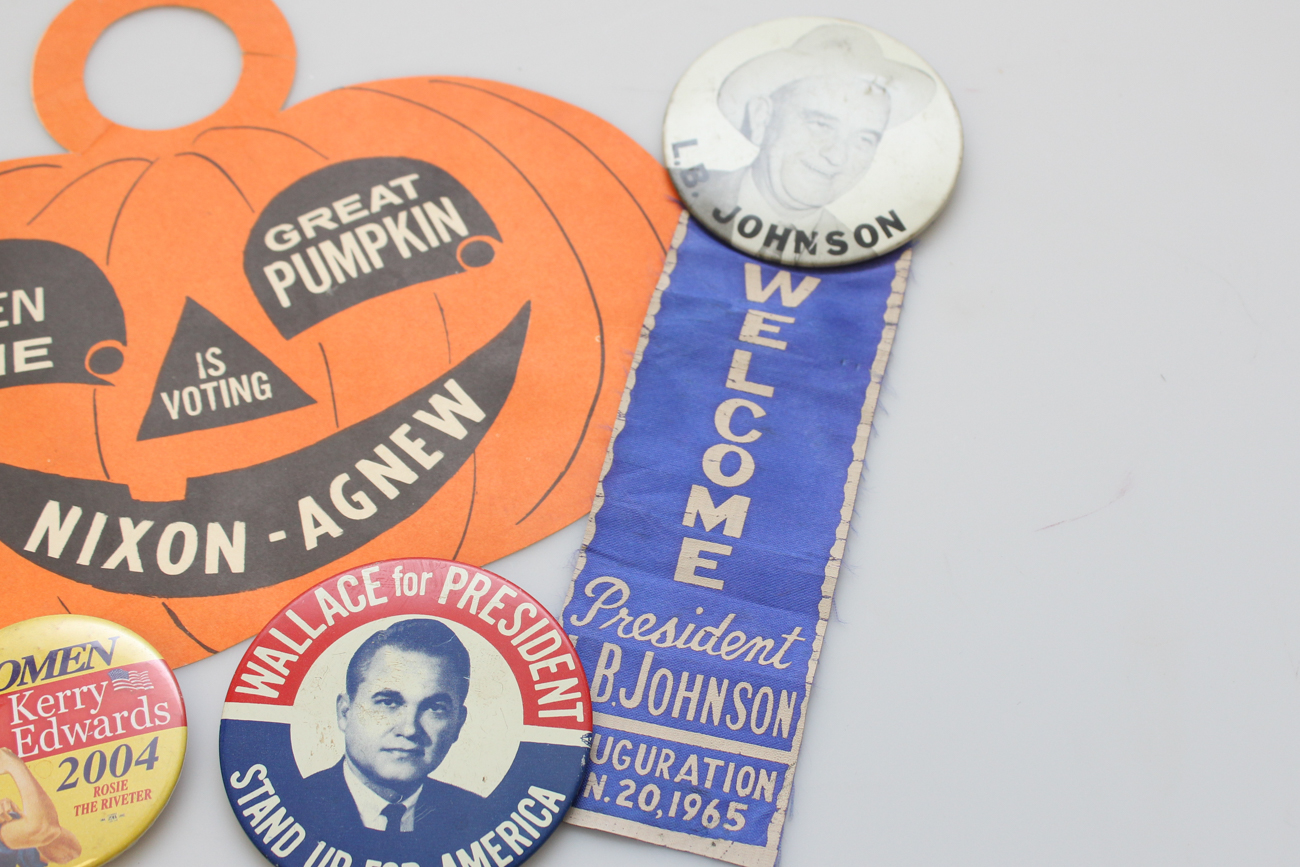 GREAT
PUMPKIN
IS
VOTING
NIXON - AGNEW
L.B. JOHNSON
WELCOME
President
B. JOHNSON
UGURATION
N. 20, 1965
WALLACE for PRESIDENT
STAND UP FOR AMERICA
OMEN
Kerry
Edwards
2004
ROSIE
THE RIVETER